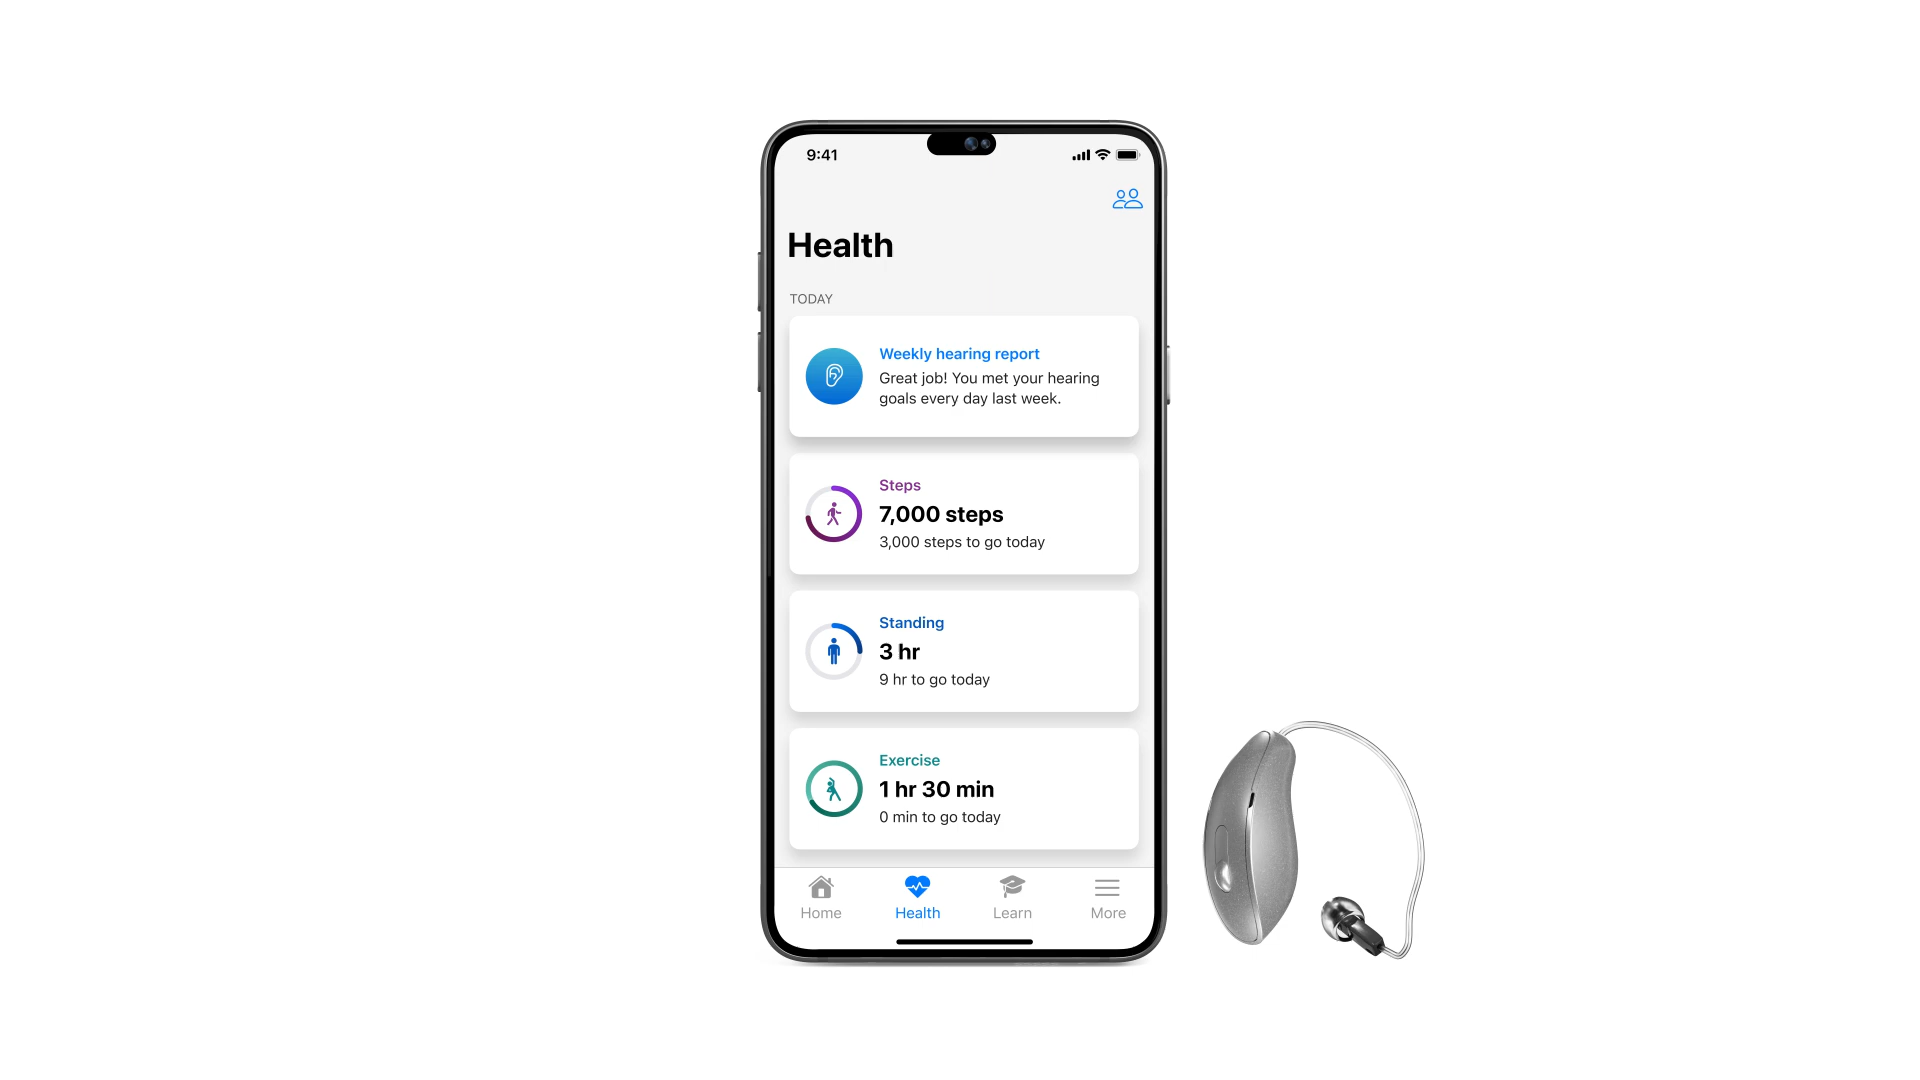 9:41
Health
TODAY
Weekly hearing report
Great job! You met your hearing
goals every day last week.
Steps
7,000 steps
3,000 steps to go today
Standing
3 hr
9 hr to go today
Exercise
1 hr 30 min
0 min to go today
Home Health Learn More